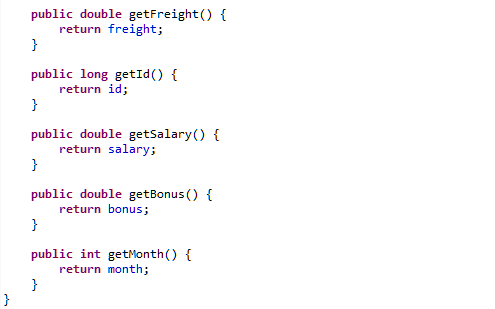 public double getFreight() {
return freight;
}
public long getId() {
return id;
}
public double getSalary() {
return salary;
}
public double getBonus() {
return bonus;
}
public int getMonth() {
return month;
}
}